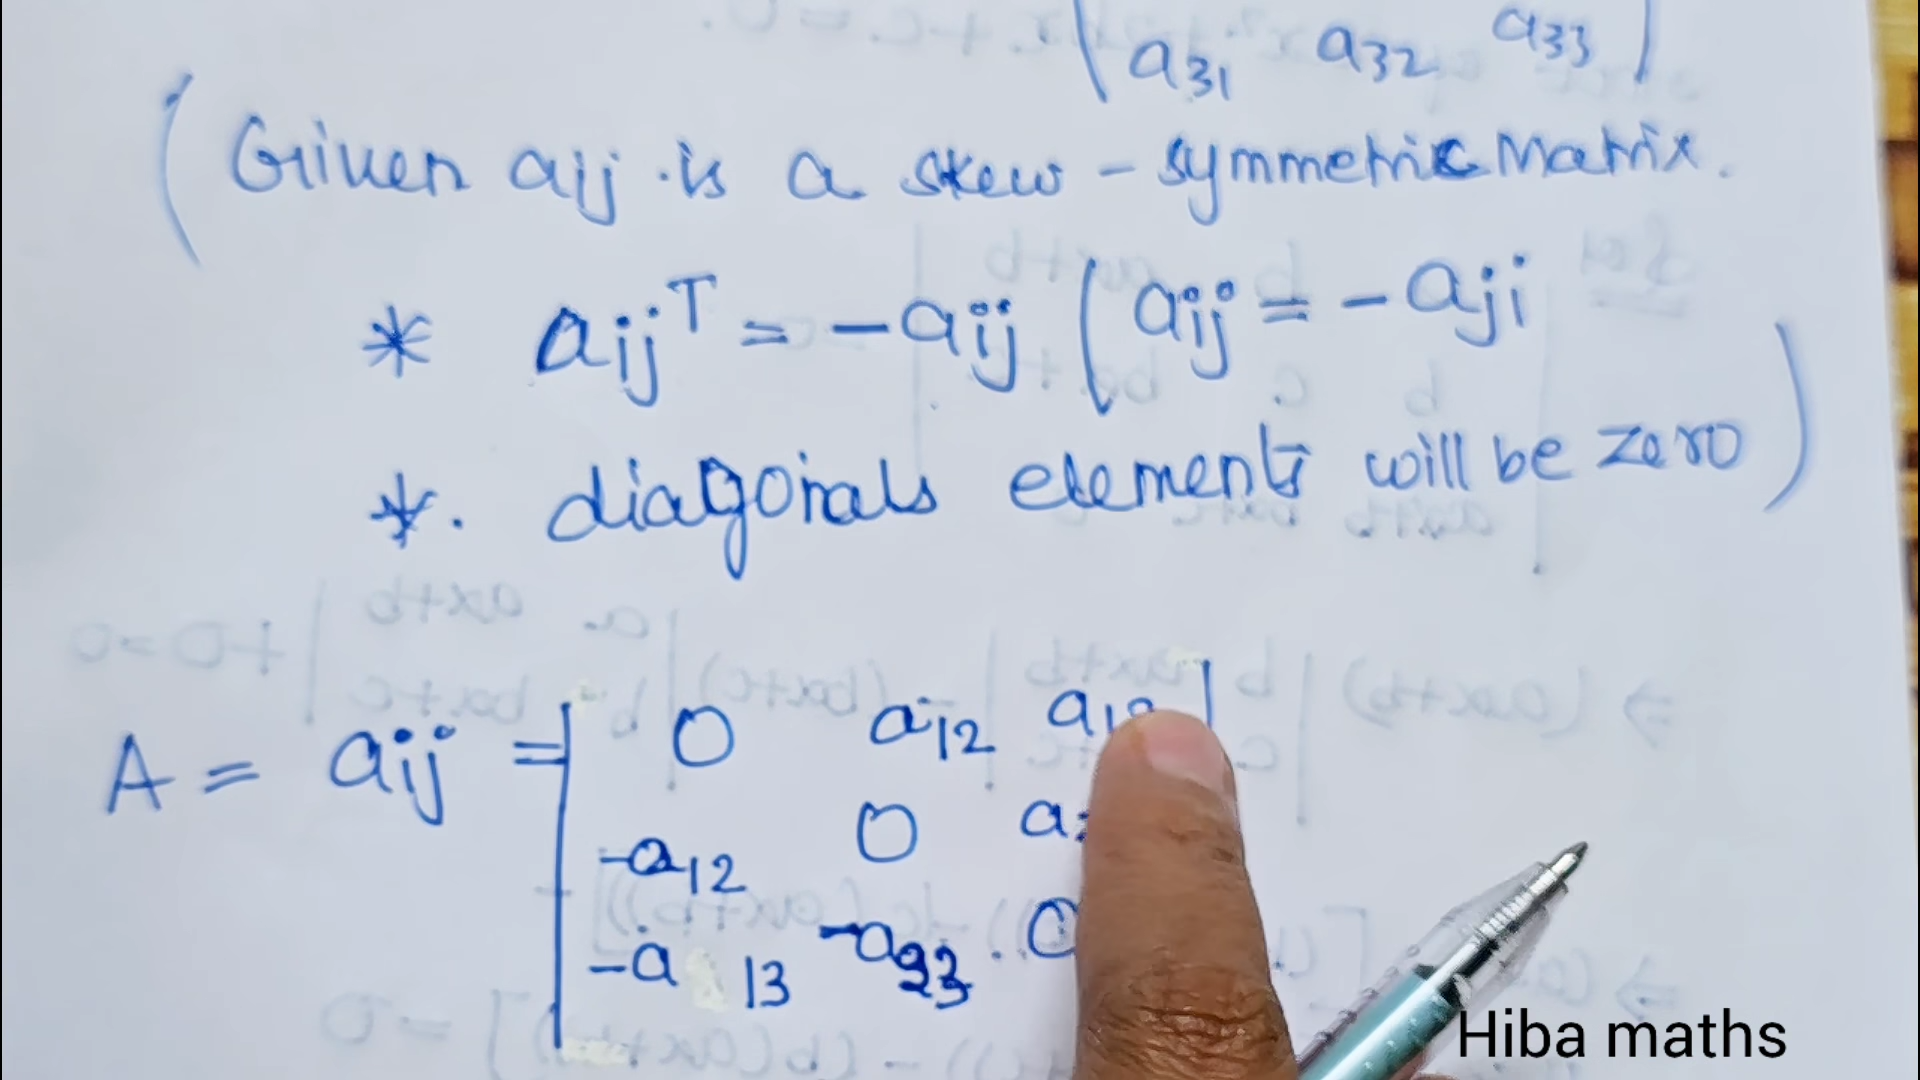 a31 a32 a33
(Given aij is a skew - symmetric Matrix.
* aijᵀ = -aij (aij = -aji
*. diagonals elements will be zero)
A = aij = | 0 a12 |
-a12 0
-a 13 -a23 0
Hiba maths